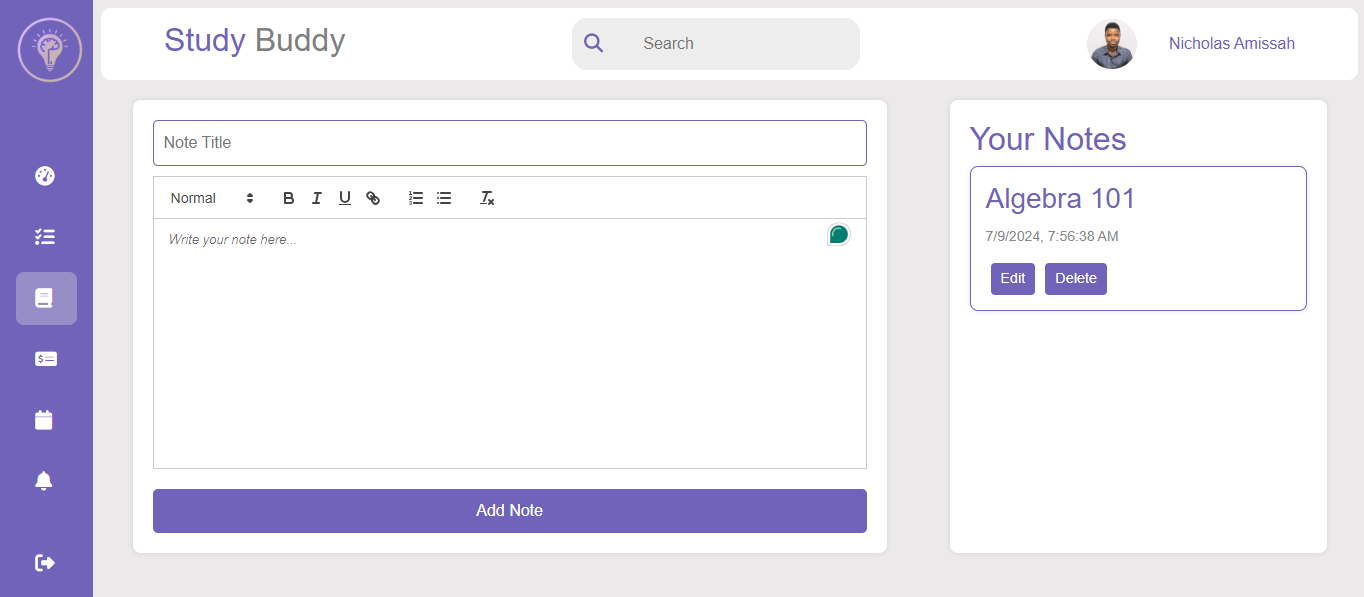 Study Buddy
Search
Nicholas Amissah
Note Title
Normal
B I U
Write your note here...
Add Note
Your Notes
Algebra 101
7/9/2024, 7:56:38 AM
Edit Delete